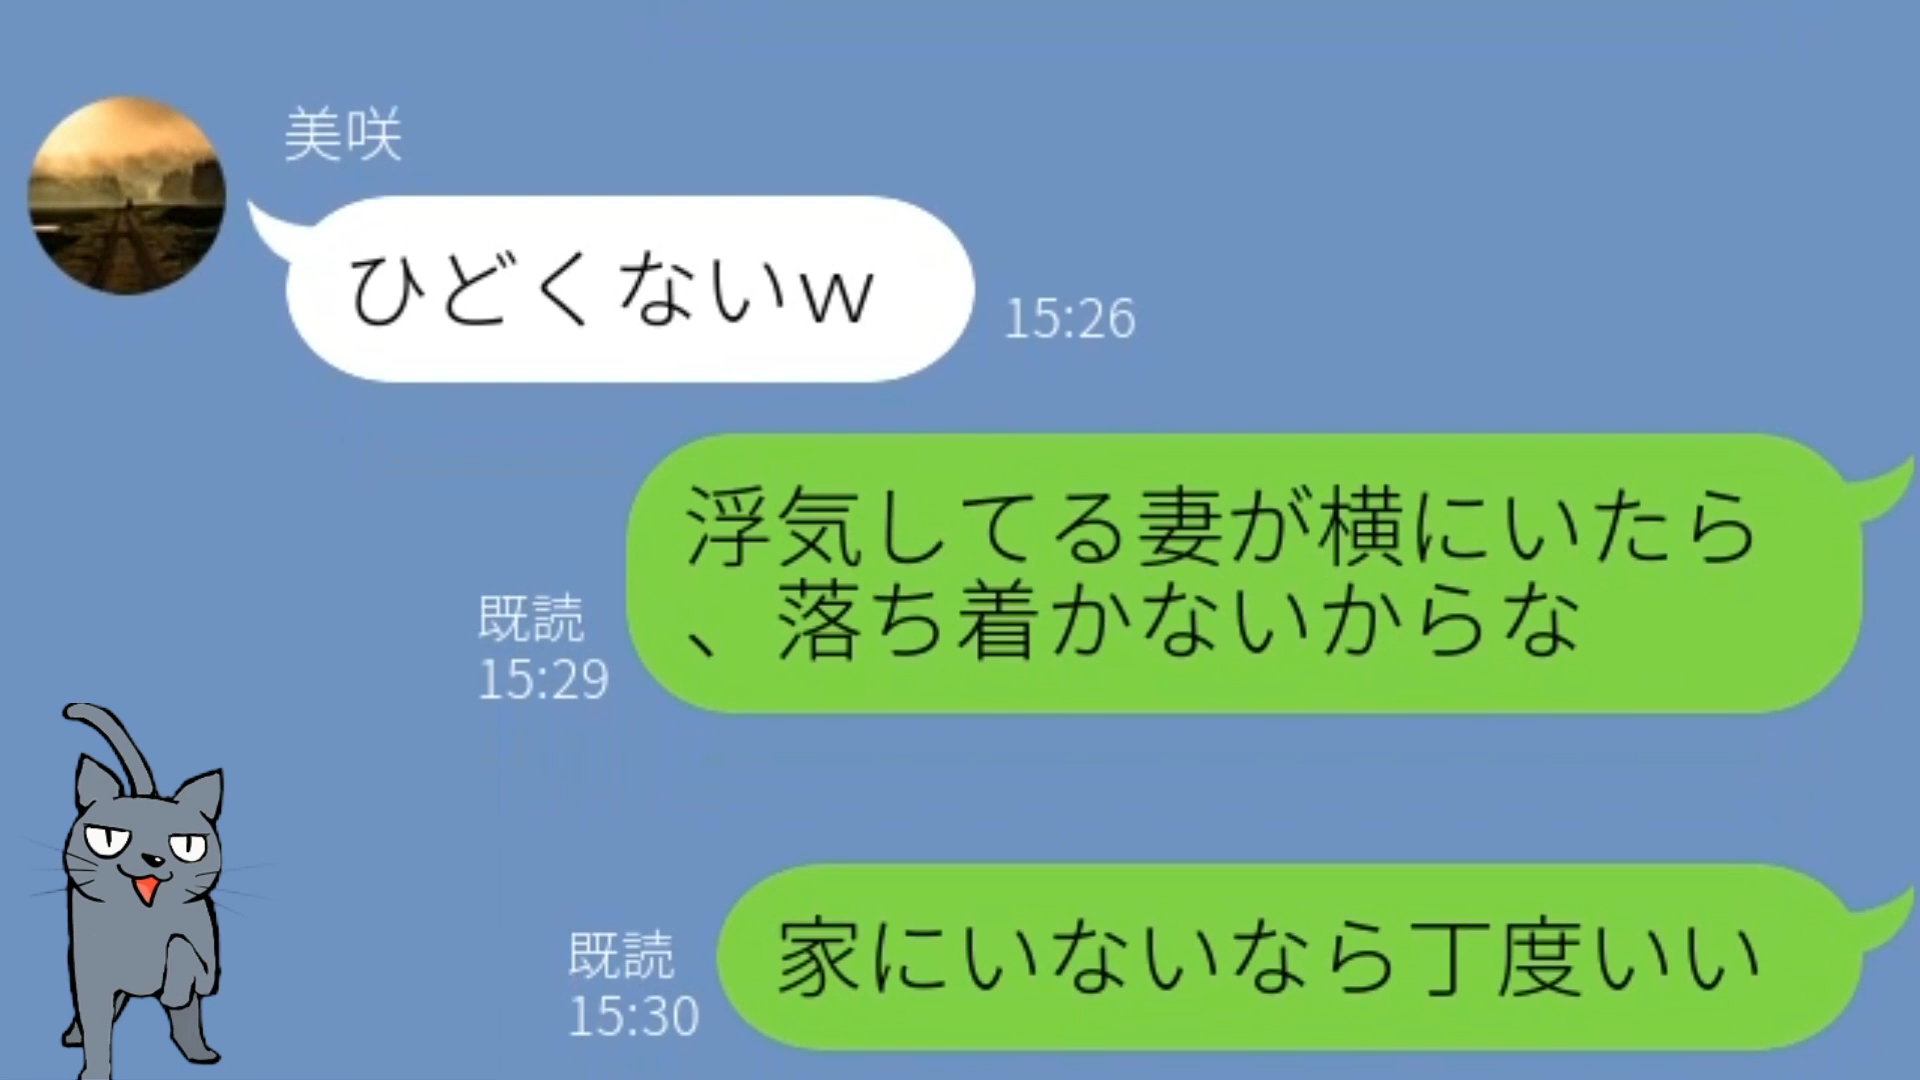 美咲
ひどくないｗ
15:26
浮気してる妻が横にいたら
、落ち着かないからな
既読
15:29
家にいないなら丁度いい
既読
15:30